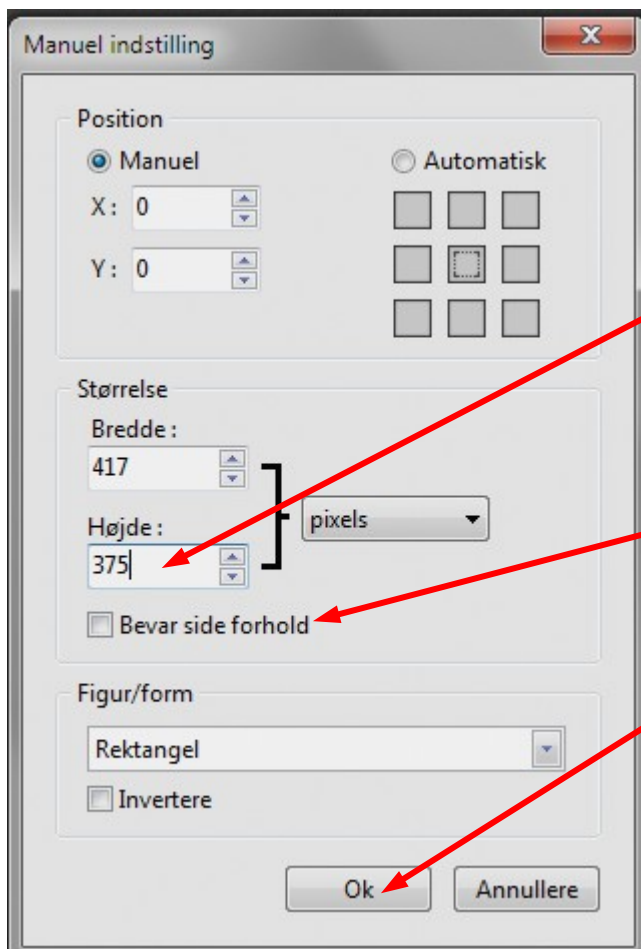 Manuel indstilling
Position
Manuel
Automatisk
X: 0
Y: 0
Størrelse
Bredde:
417
Højde:
375
pixels
Bevar side forhold
Figur/form
Rektangel
Invertere
Ok
Annullere